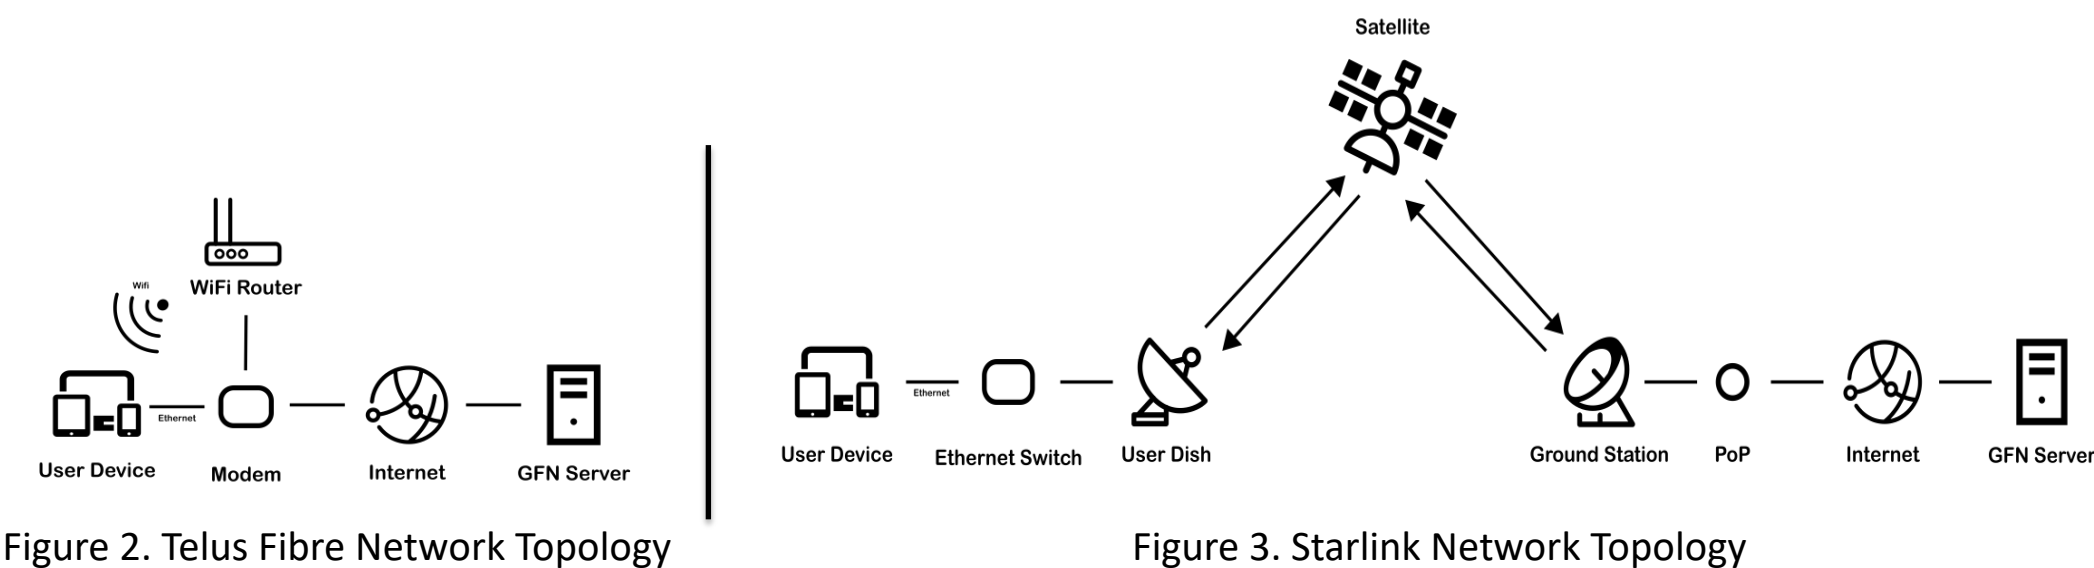 WiFi Router
Wifi
Ethernet
User Device
Modem
Internet
GFN Server
Figure 2. Telus Fibre Network Topology
Satellite
Ethernet
User Device
Ethernet Switch
User Dish
Ground Station
PoP
Internet
GFN Server
Figure 3. Starlink Network Topology